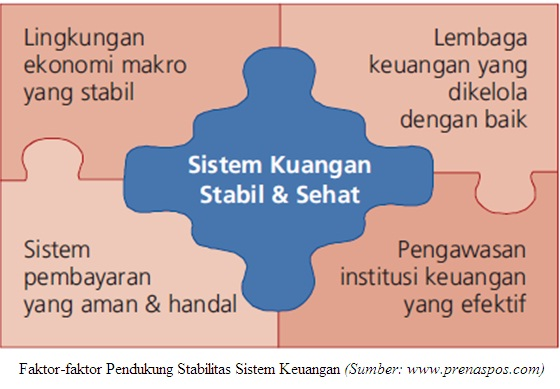 Lingkungan
ekonomi makro
yang stabil
Lembaga
keuangan yang
dikelola
dengan baik
Sistem Kuangan
Stabil & Sehat
Sistem
pembayaran
yang aman & handal
Pengawasan
institusi keuangan
yang efektif
Faktor-faktor Pendukung Stabilitas Sistem Keuangan (Sumber: www.prenaspos.com)